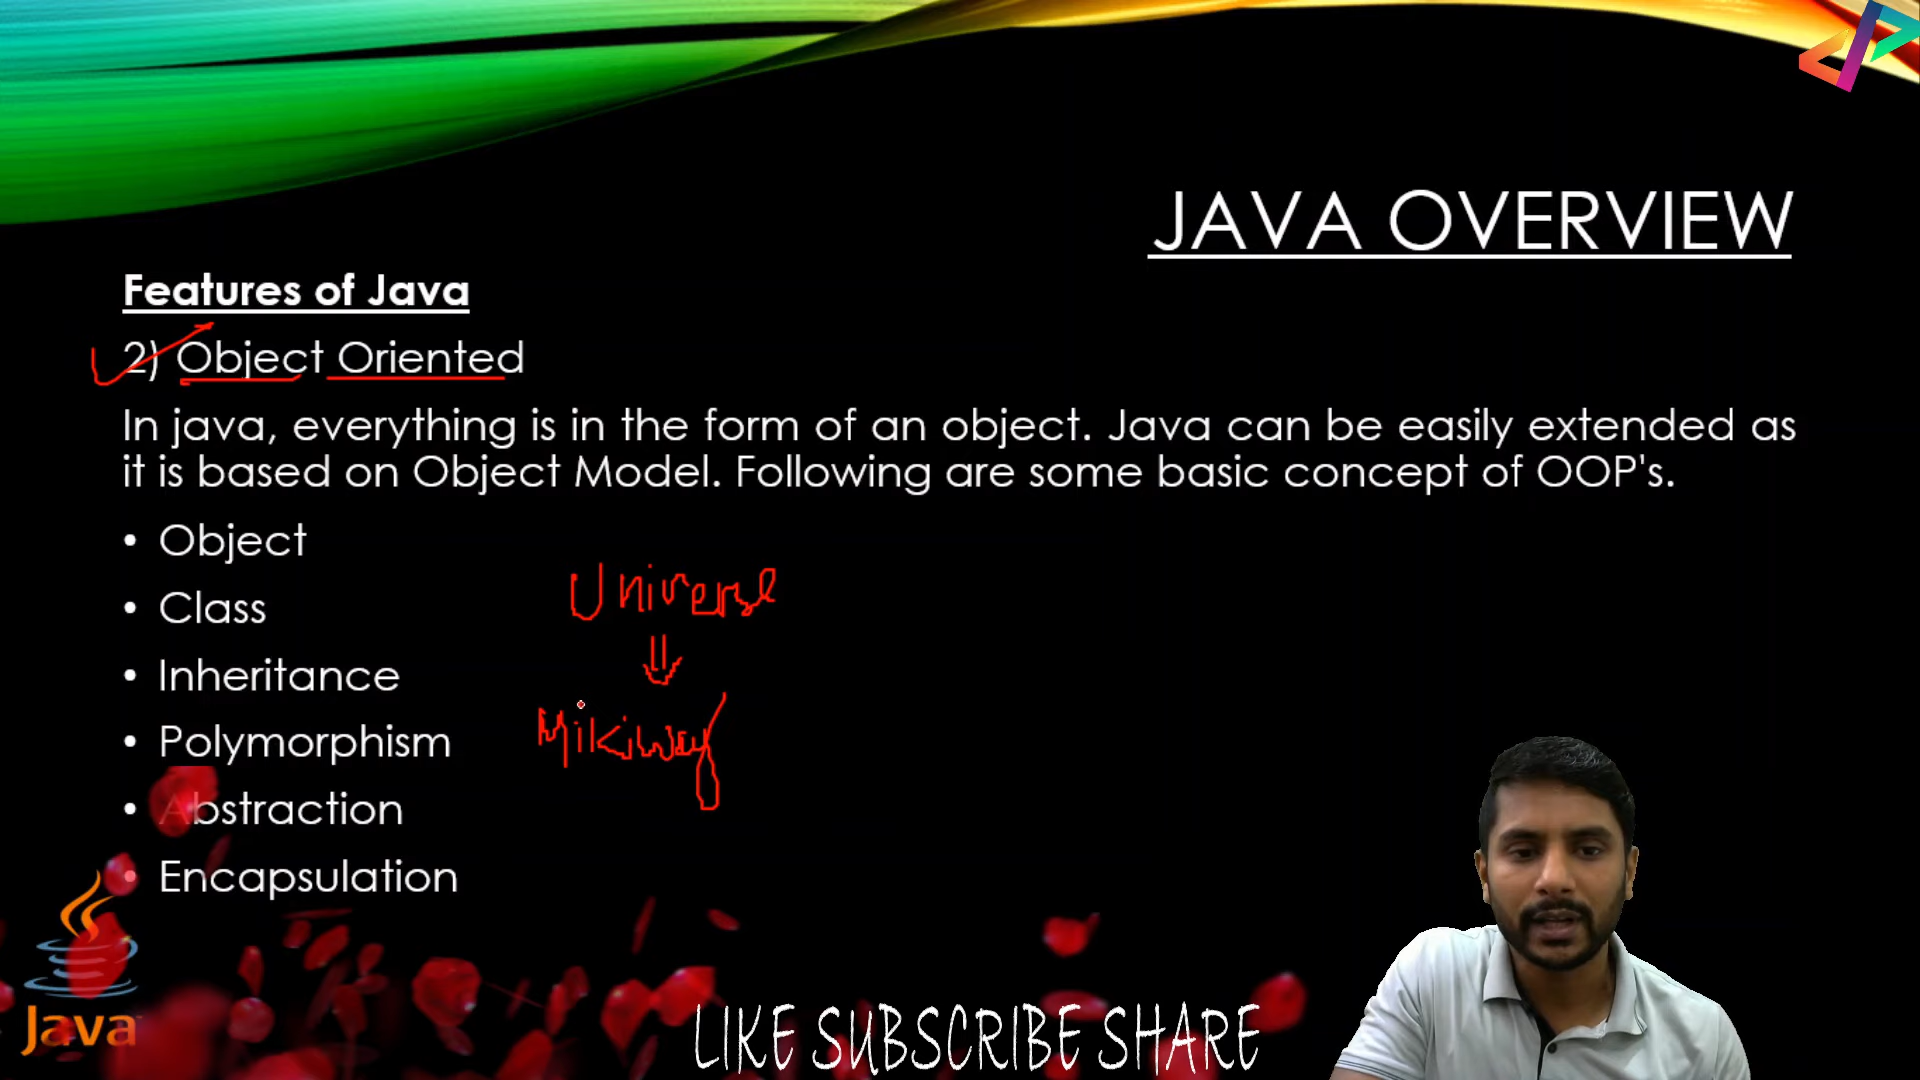 JAVA OVERVIEW
Features of Java
2) Object Oriented
In java, everything is in the form of an object. Java can be easily extended as
it is based on Object Model. Following are some basic concept of OOP's.
• Object
• Class
• Inheritance
• Polymorphism
• Abstraction
• Encapsulation
Universe
Mikiway
Java
LIKE SUBSCRIBE SHARE